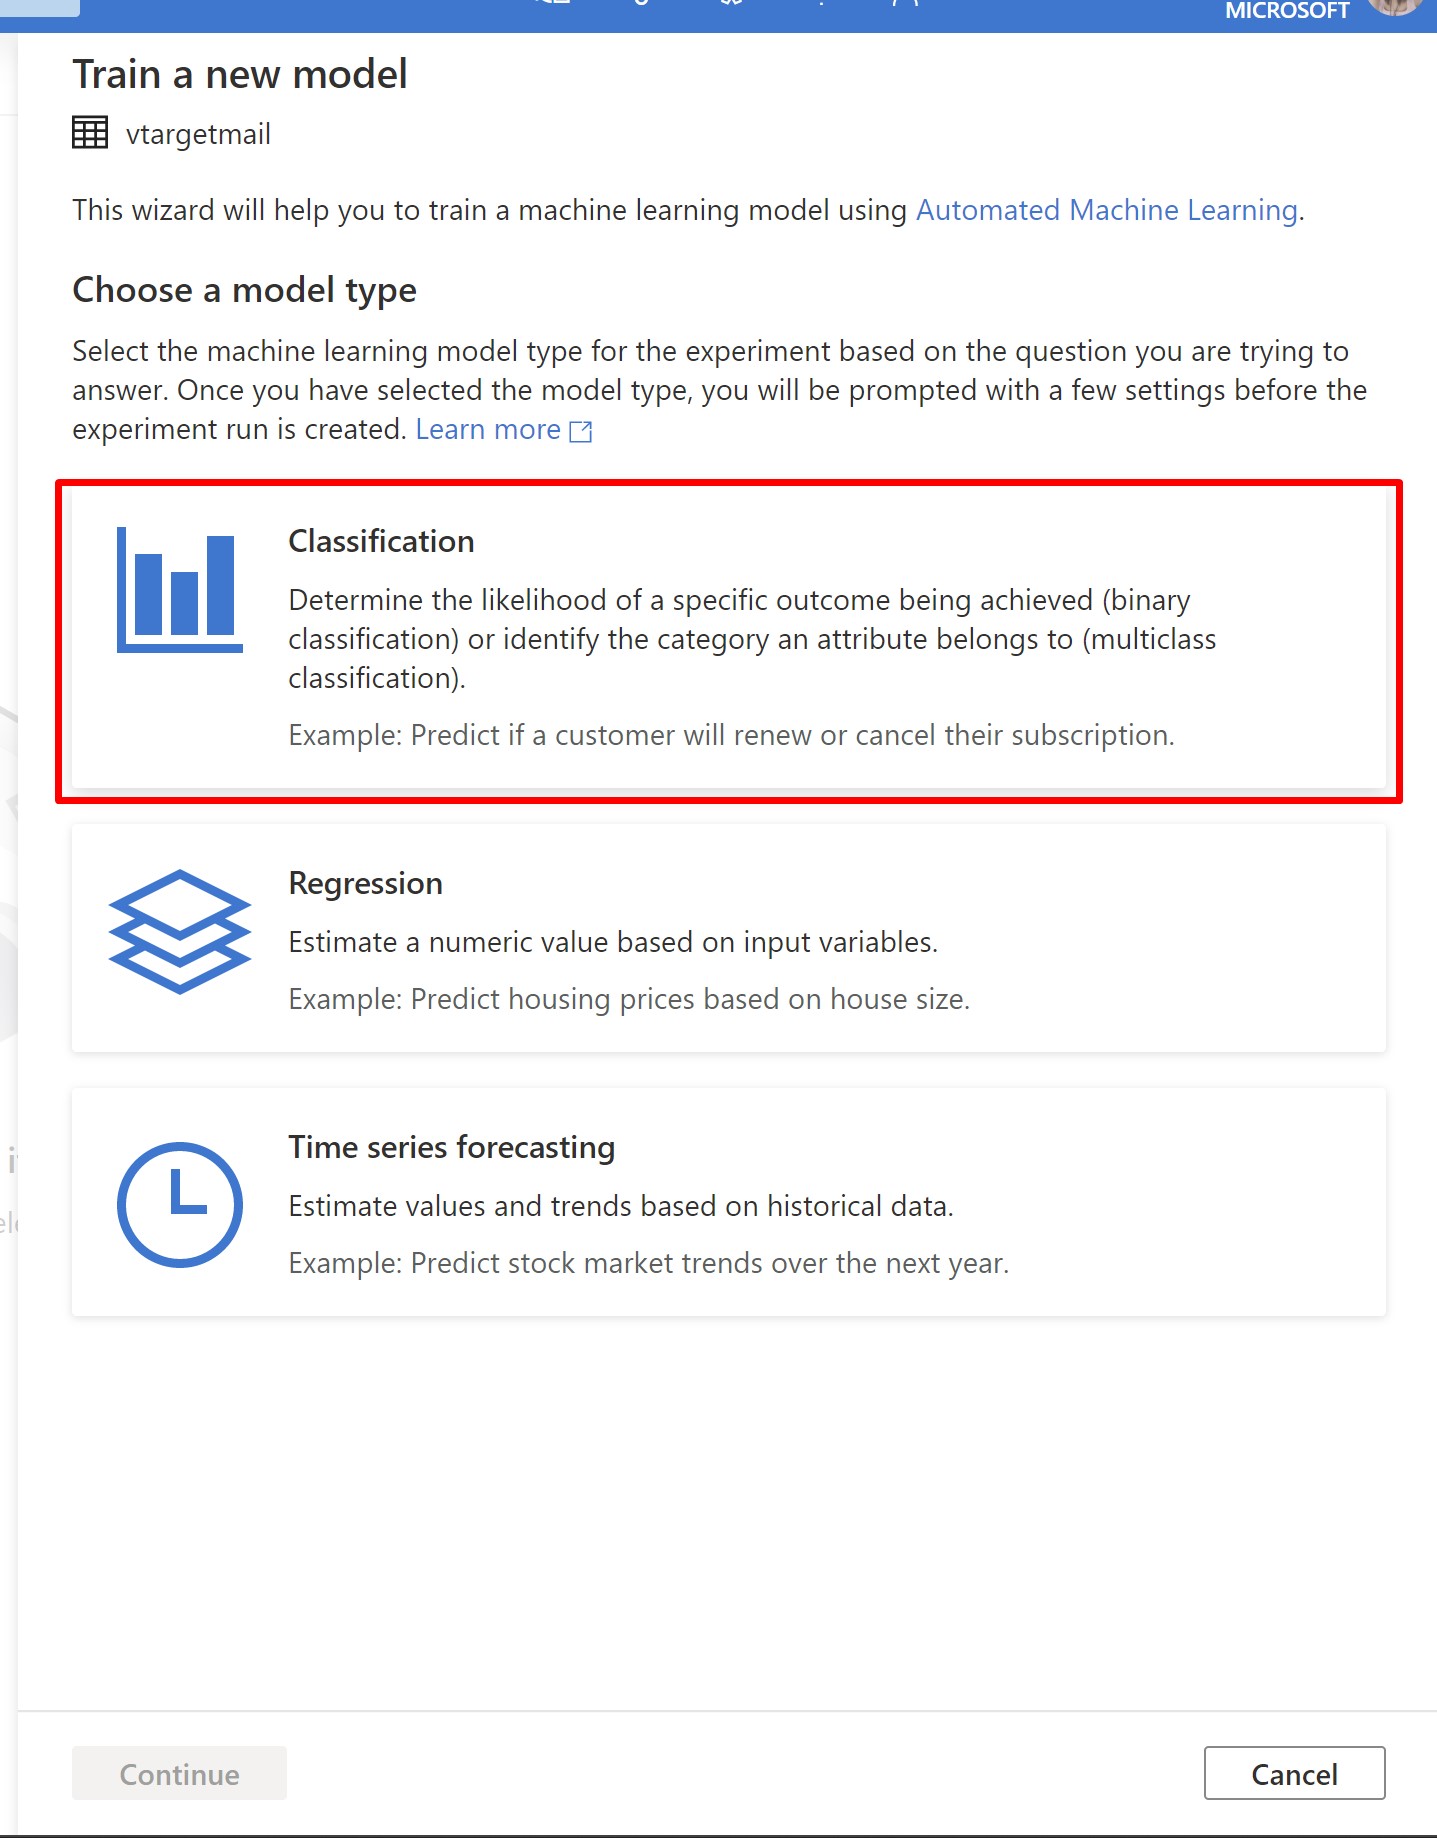 MICROSOFT
Train a new model
vtargetmail
This wizard will help you to train a machine learning model using Automated Machine Learning.
Choose a model type
Select the machine learning model type for the experiment based on the question you are trying to
answer. Once you have selected the model type, you will be prompted with a few settings before the
experiment run is created. Learn more
Classification
Determine the likelihood of a specific outcome being achieved (binary
classification) or identify the category an attribute belongs to (multiclass
classification).
Example: Predict if a customer will renew or cancel their subscription.
Regression
Estimate a numeric value based on input variables.
Example: Predict housing prices based on house size.
Time series forecasting
Estimate values and trends based on historical data.
Example: Predict stock market trends over the next year.
Continue
Cancel